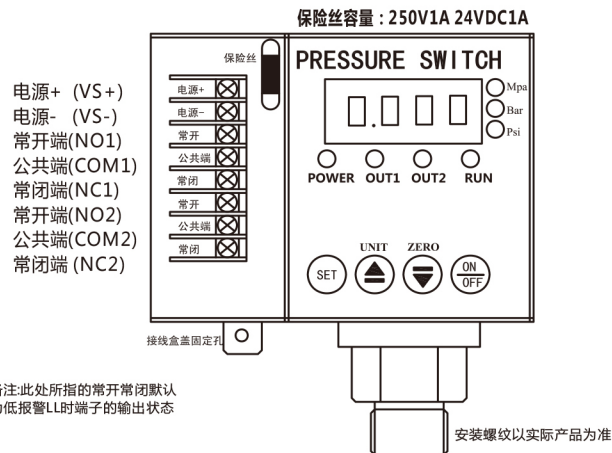 保险丝容量：250V1A 24VDC1A
保险丝
PRESSURE SWITCH
电源+ (VS+)
电源- (VS-)
常开端(NO1)
公共端(COM1)
常闭端(NC1)
常开端(NO2)
公共端(COM2)
常闭端 (NC2)
电源+
电源-
常开
公共端
常闭
常开
公共端
常闭
0.000
Mpa
Bar
Psi
POWER OUT1 OUT2 RUN
UNIT ZERO
SET
ON
OFF
接线盒盖固定孔
注:此处所指的常开常闭默认
低报警LL时端子的输出状态
安装螺纹以实际产品为准